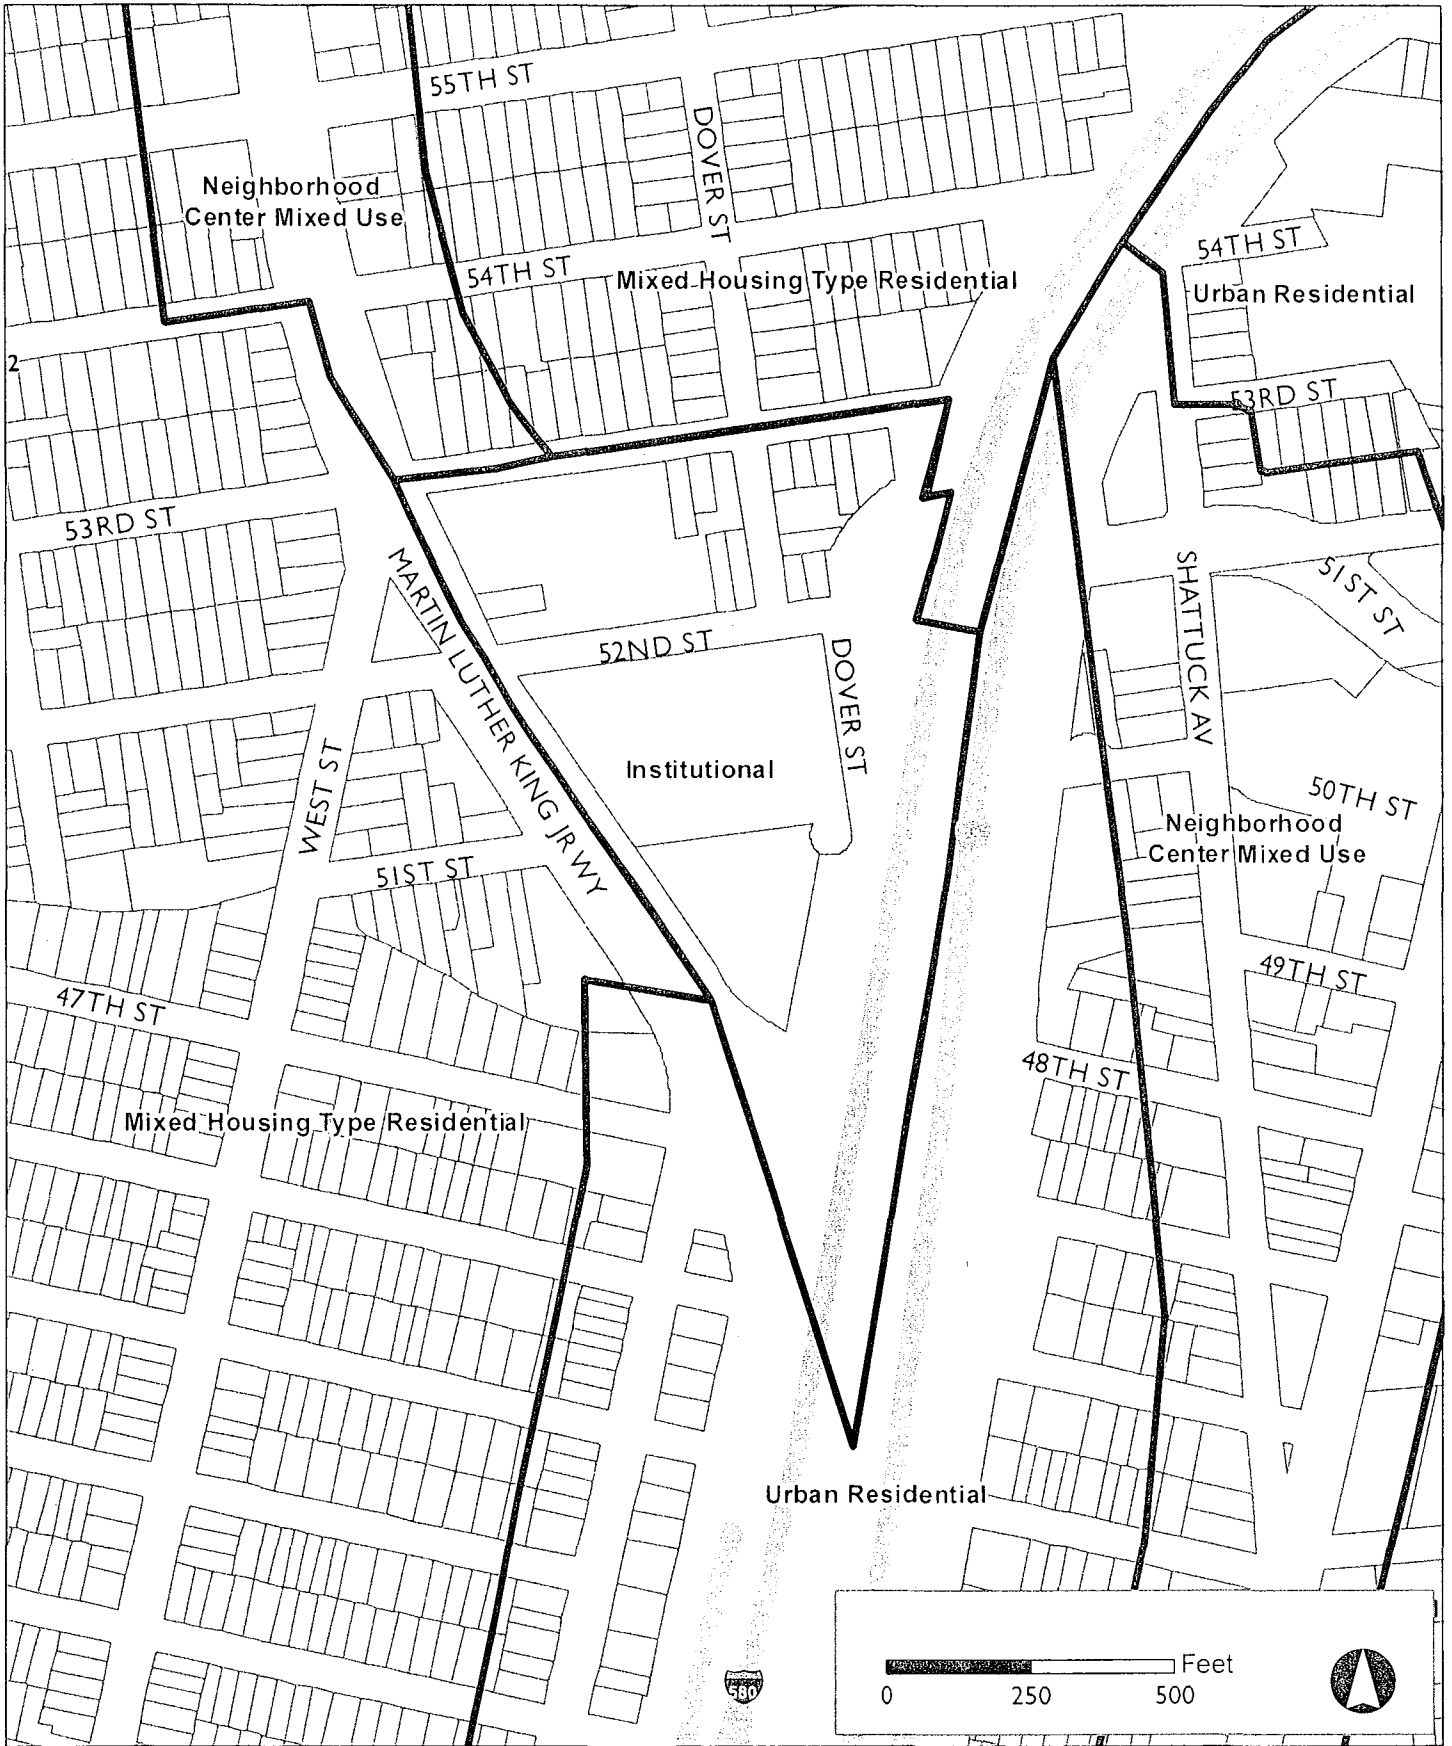 55TH ST
DOVER ST
Neighborhood
Center Mixed Use
54TH ST
Mixed Housing Type Residential
54TH ST
Urban Residential
2
53RD ST
53RD ST
MARTIN LUTHER KING JR WY
SHATTUCK AV
51ST ST
52ND ST
DOVER ST
WEST ST
Institutional
50TH ST
Neighborhood
Center Mixed Use
51ST ST
49TH ST
47TH ST
48TH ST
Mixed Housing Type Residential
Urban Residential
580
Feet
0 250 500